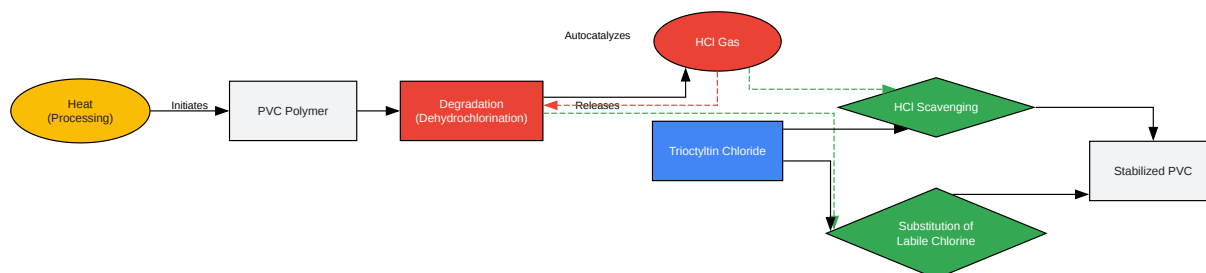 Autocatalyzes
HCl Gas
Heat
(Processing)
Initiates
PVC Polymer
Degradation
(Dehydrochlorination)
Releases
HCl Scavenging
Trioctyltin Chloride
Stabilized PVC
Substitution of
Labile Chlorine